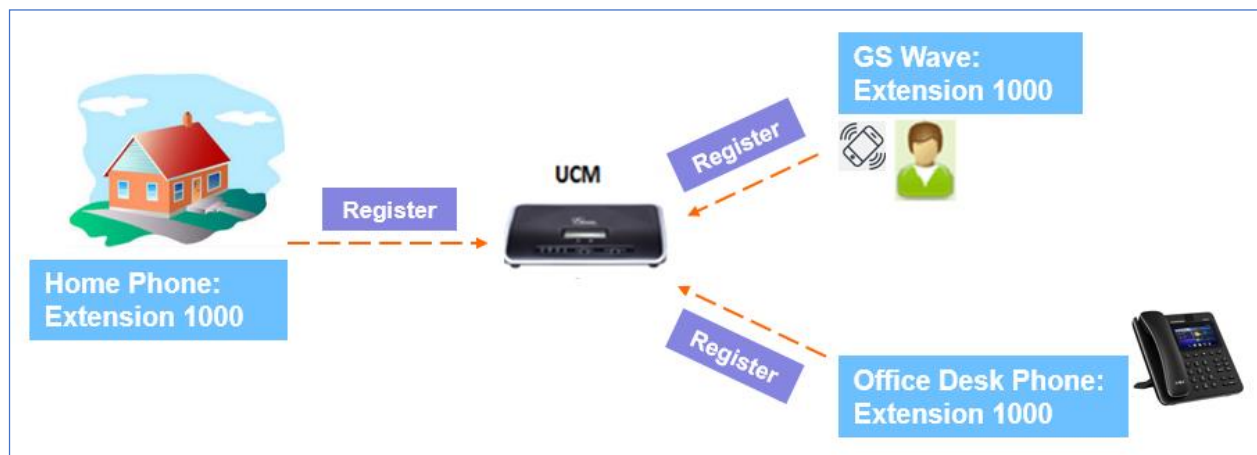 GS Wave:
Extension 1000
Register
UCM
Register
Home Phone:
Extension 1000
Register
Office Desk Phone:
Extension 1000